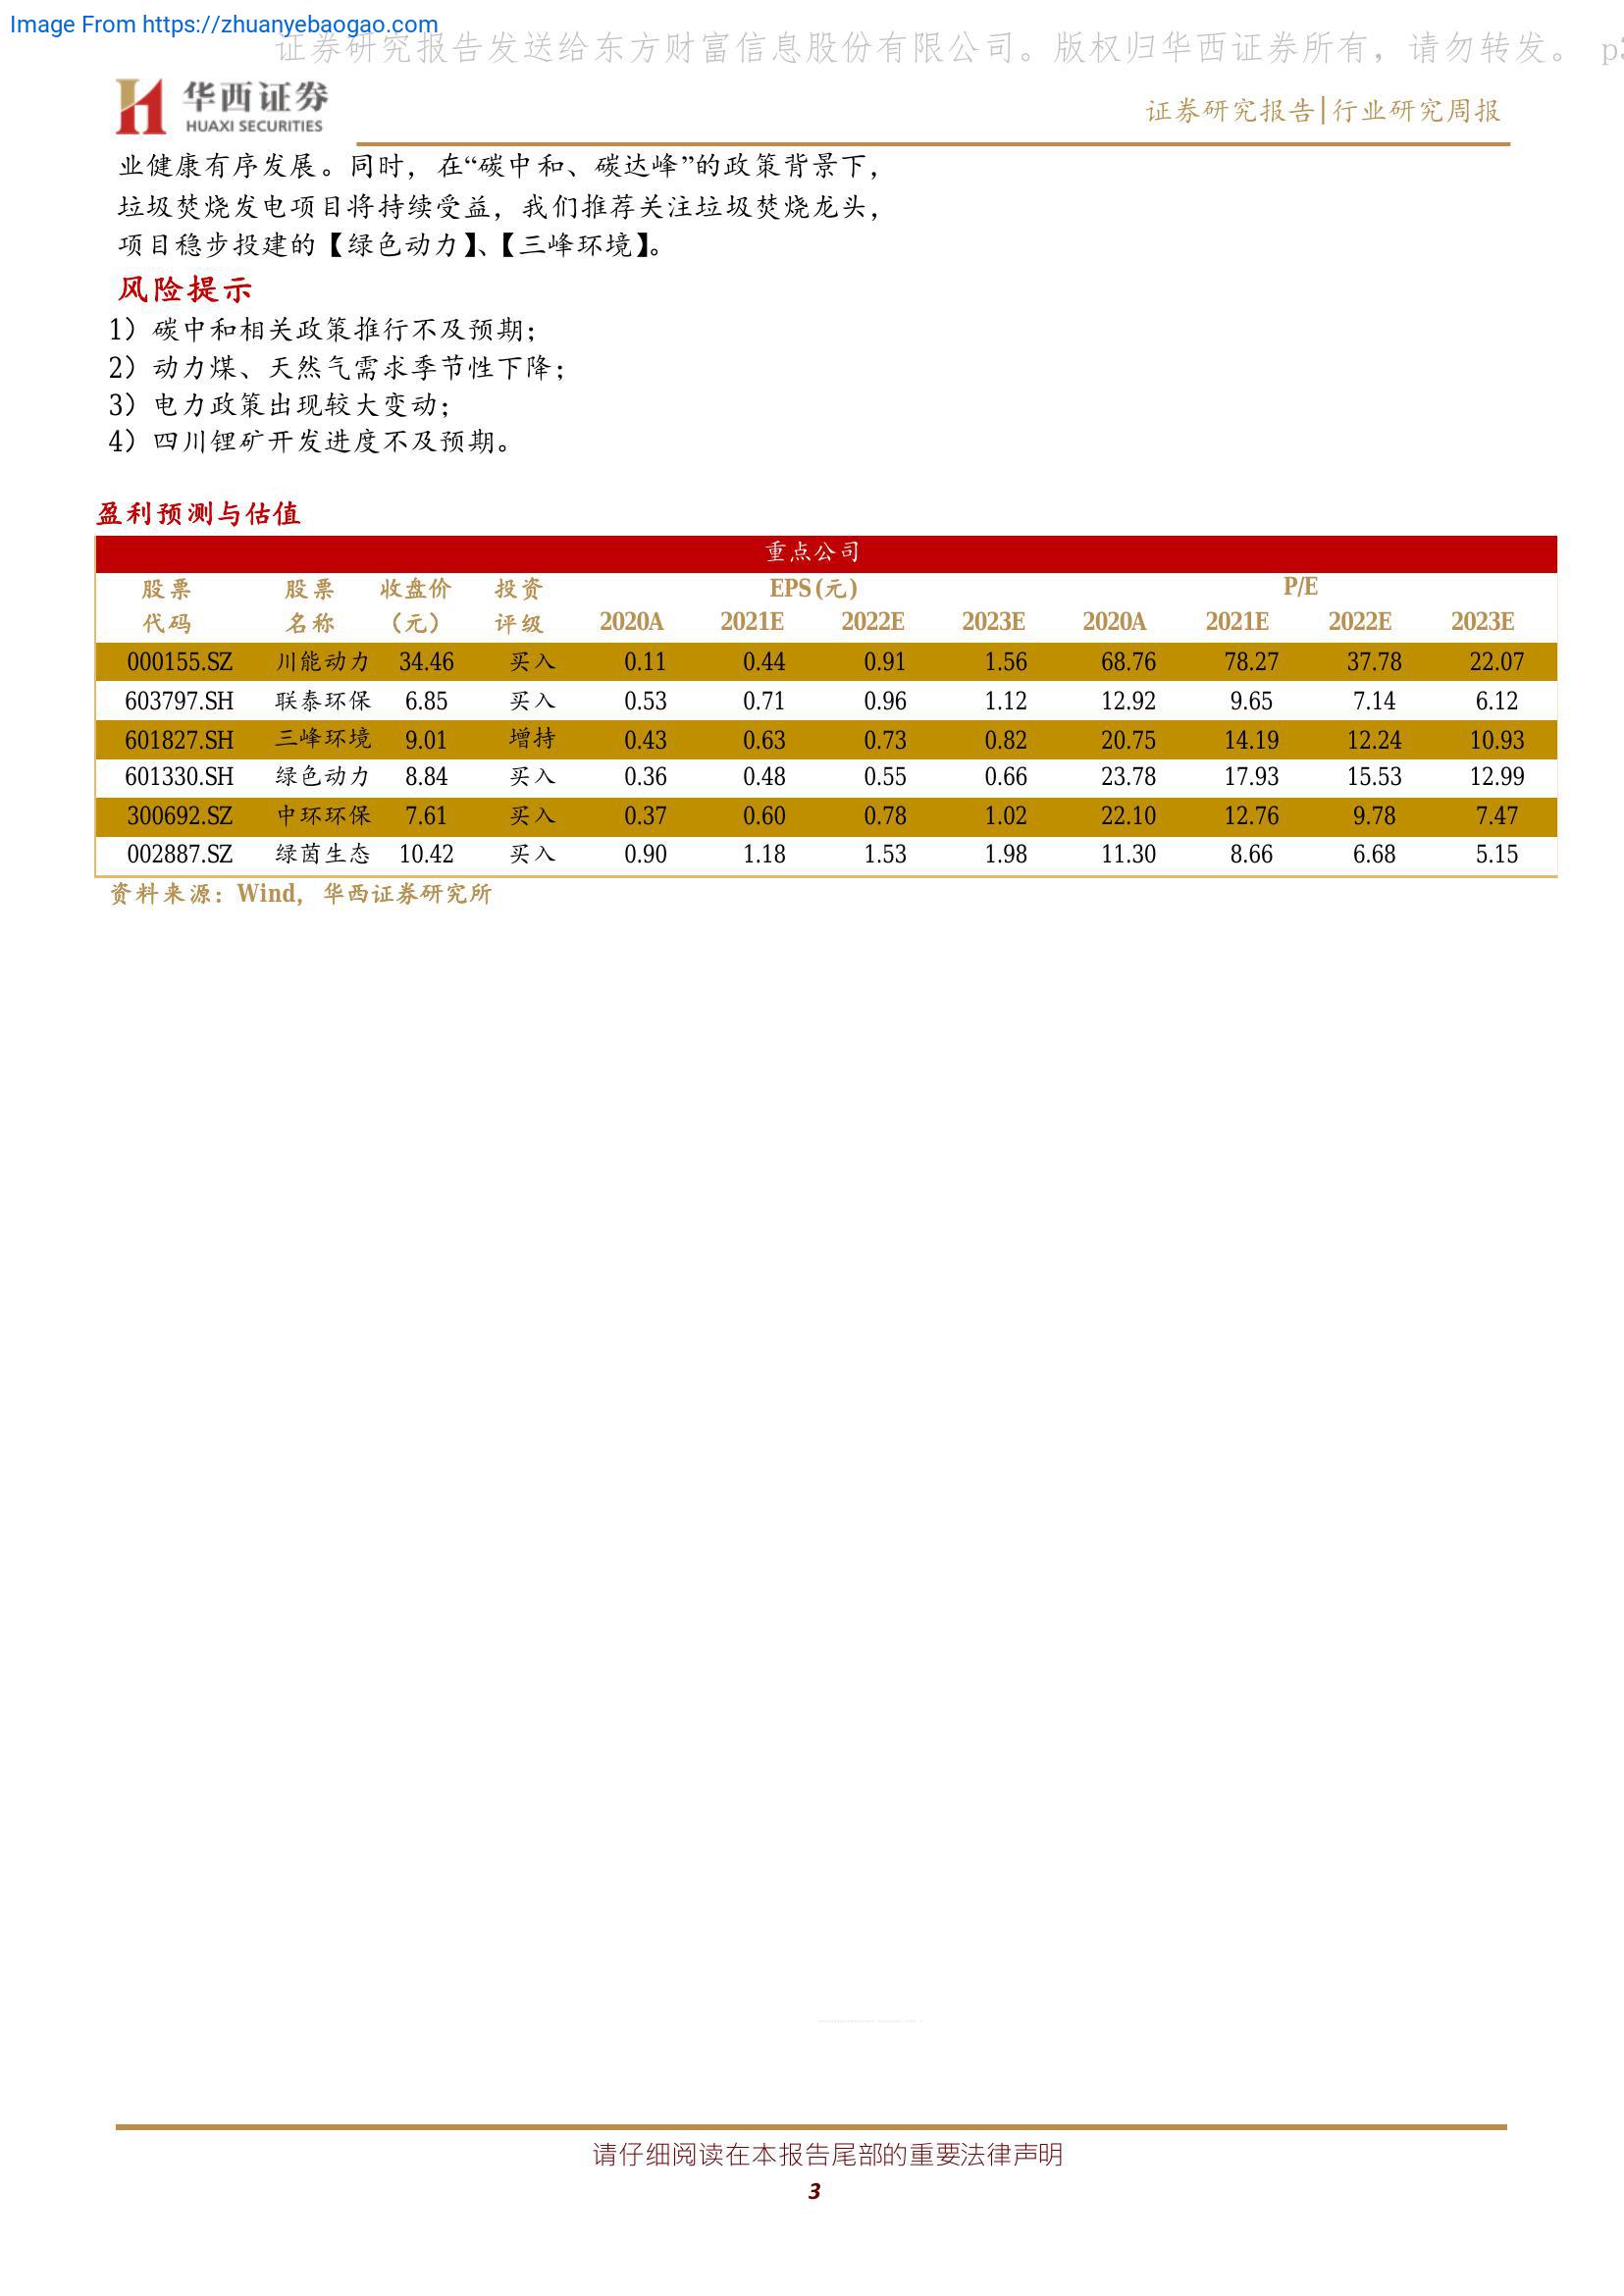 Image From https://zhuanyebaogao.com
证券研究报告发送给东方财富信息股份有限公司。版权归华西证券所有，请勿转发。 p3
华西证券
HUAXI SECURITIES
证券研究报告|行业研究周报
业健康有序发展。同时，在“碳中和、碳达峰”的政策背景下，
垃圾焚烧发电项目将持续受益，我们推荐关注垃圾焚烧龙头，
项目稳步投建的【绿色动力】、【三峰环境】。
风险提示
1）碳中和相关政策推行不及预期；
2）动力煤、天然气需求季节性下降；
3）电力政策出现较大变动；
4）四川锂矿开发进度不及预期。
盈利预测与估值
重点公司
股票 股票 收盘价 投资 EPS(元) P/E
代码 名称 （元） 评级 2020A 2021E 2022E 2023E 2020A 2021E 2022E 2023E
000155.SZ 川能动力 34.46 买入 0.11 0.44 0.91 1.56 68.76 78.27 37.78 22.07
603797.SH 联泰环保 6.85 买入 0.53 0.71 0.96 1.12 12.92 9.65 7.14 6.12
601827.SH 三峰环境 9.01 增持 0.43 0.63 0.73 0.82 20.75 14.19 12.24 10.93
601330.SH 绿色动力 8.84 买入 0.36 0.48 0.55 0.66 23.78 17.93 15.53 12.99
300692.SZ 中环环保 7.61 买入 0.37 0.60 0.78 1.02 22.10 12.76 9.78 7.47
002887.SZ 绿茵生态 10.42 买入 0.90 1.18 1.53 1.98 11.30 8.66 6.68 5.15
资料来源：Wind，华西证券研究所
请仔细阅读在本报告尾部的重要法律声明
3